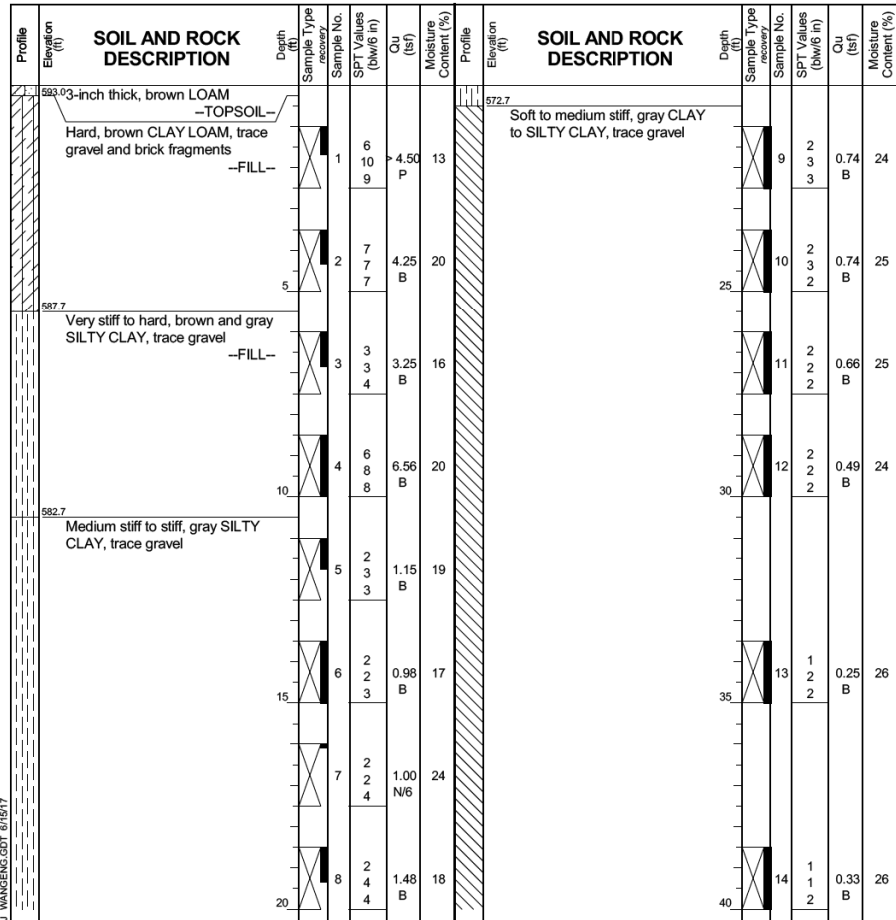 Profile
Elevation (ft)
SOIL AND ROCK DESCRIPTION
Depth (ft)
Sample Type recovery
Sample No.
SPT Values (blw/6 in)
Qu (tsf)
Moisture Content (%)
593.0 3-inch thick, brown LOAM
--TOPSOIL--
Hard, brown CLAY LOAM, trace
gravel and brick fragments
--FILL--
1 6 10 9 > 4.50 P 13
2 7 7 7 4.25 B 20
5
587.7
Very stiff to hard, brown and gray
SILTY CLAY, trace gravel
--FILL--
3 3 3 4 3.25 B 16
4 6 8 8 6.56 B 20
10
582.7
Medium stiff to stiff, gray SILTY
CLAY, trace gravel
5 2 3 3 1.15 B 19
6 2 2 3 0.98 B 17
15
7 2 2 4 1.00 N/6 24
8 2 4 4 1.48 B 18
20
Profile
Elevation (ft)
SOIL AND ROCK DESCRIPTION
Depth (ft)
Sample Type recovery
Sample No.
SPT Values (blw/6 in)
Qu (tsf)
Moisture Content (%)
572.7
Soft to medium stiff, gray CLAY
to SILTY CLAY, trace gravel
9 2 3 3 0.74 B 24
10 2 3 2 0.74 B 25
25
11 2 2 2 0.66 B 25
12 2 2 2 0.49 B 24
30
13 1 2 2 0.25 B 26
35
14 1 1 2 0.33 B 26
40
WANGENG.GDT 6/15/17